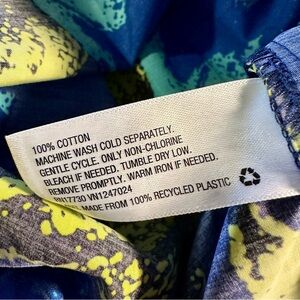 100% COTTON
MACHINE WASH COLD SEPARATELY.
GENTLE CYCLE. ONLY NON-CHLORINE
BLEACH IF NEEDED. TUMBLE DRY LOW.
REMOVE PROMPTLY. WARM IRON IF NEEDED.
RN17730 VN1247024
MADE FROM 100% RECYCLED PLASTIC